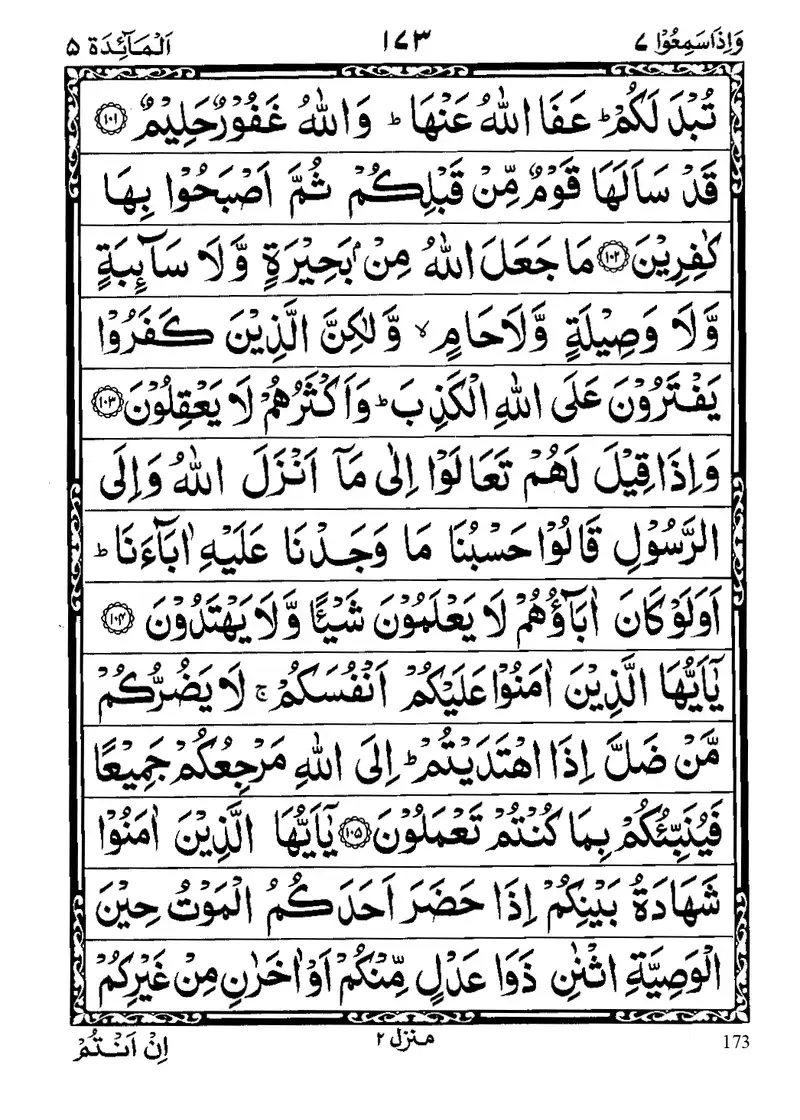 وَاِذَا سَمِعُوْا ٧
١٧٣
اَلْمَآئِدَة ٥
تُبْدَ لَكُمْ ؕ عَفَا اللّٰهُ عَنْهَا ؕ وَاللّٰهُ غَفُوْرٌ حَلِيْمٌ ۝١٠١
قَدْ سَاَلَهَا قَوْمٌ مِّنْ قَبْلِكُمْ ثُمَّ اَصْبَحُوْا بِهَا
كٰفِرِيْنَ ۝١٠٢ مَا جَعَلَ اللّٰهُ مِنْۢ بَحِيْرَةٍ وَّلَا سَآئِبَةٍ
وَّلَا وَصِيْلَةٍ وَّلَا حَامٍ ۙ وَّلٰكِنَّ الَّذِيْنَ كَفَرُوْا
يَفْتَرُوْنَ عَلَى اللّٰهِ الْكَذِبَ ؕ وَاَكْثَرُهُمْ لَا يَعْقِلُوْنَ ۝١٠٣
وَاِذَا قِيْلَ لَهُمْ تَعَالَوْا اِلٰى مَآ اَنْزَلَ اللّٰهُ وَاِلَى
الرَّسُوْلِ قَالُوْا حَسْبُنَا مَا وَجَدْنَا عَلَيْهِ اٰبَآءَنَا ؕ
اَوَلَوْ كَانَ اٰبَآؤُهُمْ لَا يَعْلَمُوْنَ شَيْئًا وَّلَا يَهْتَدُوْنَ ۝١٠٤
يٰۤاَيُّهَا الَّذِيْنَ اٰمَنُوْا عَلَيْكُمْ اَنْفُسَكُمْ ۚ لَا يَضُرُّكُمْ
مَّنْ ضَلَّ اِذَا اهْتَدَيْتُمْ ؕ اِلَى اللّٰهِ مَرْجِعُكُمْ جَمِيْعًا
فَيُنَبِّئُكُمْ بِمَا كُنْتُمْ تَعْمَلُوْنَ ۝١٠٥ يٰۤاَيُّهَا الَّذِيْنَ اٰمَنُوْا
شَهَادَةُ بَيْنِكُمْ اِذَا حَضَرَ اَحَدَكُمُ الْمَوْتُ حِيْنَ
الْوَصِيَّةِ اثْنٰنِ ذَوَا عَدْلٍ مِّنْكُمْ اَوْ اٰخَرٰنِ مِنْ غَيْرِكُمْ
173
منزل ٢
اِنْ اَنْتُمْ